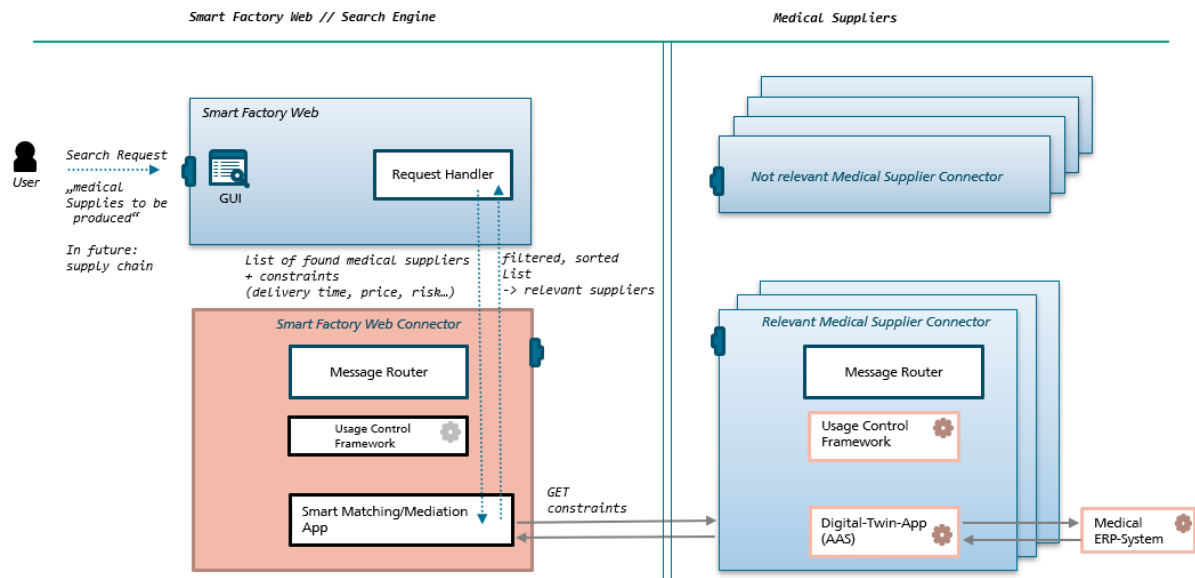 Smart Factory Web // Search Engine
Medical Suppliers
Smart Factory Web
User
Search Request
„medical
Supplies to be
produced“
In future:
supply chain
GUI
Request Handler
Not relevant Medical Supplier Connector
List of found medical suppliers
+ constraints
(delivery time, price, risk…)
filtered, sorted
List
-> relevant suppliers
Smart Factory Web Connector
Message Router
Usage Control
Framework
Smart Matching/Mediation
App
GET
constraints
Relevant Medical Supplier Connector
Message Router
Usage Control
Framework
Digital-Twin-App
(AAS)
Medical
ERP-System